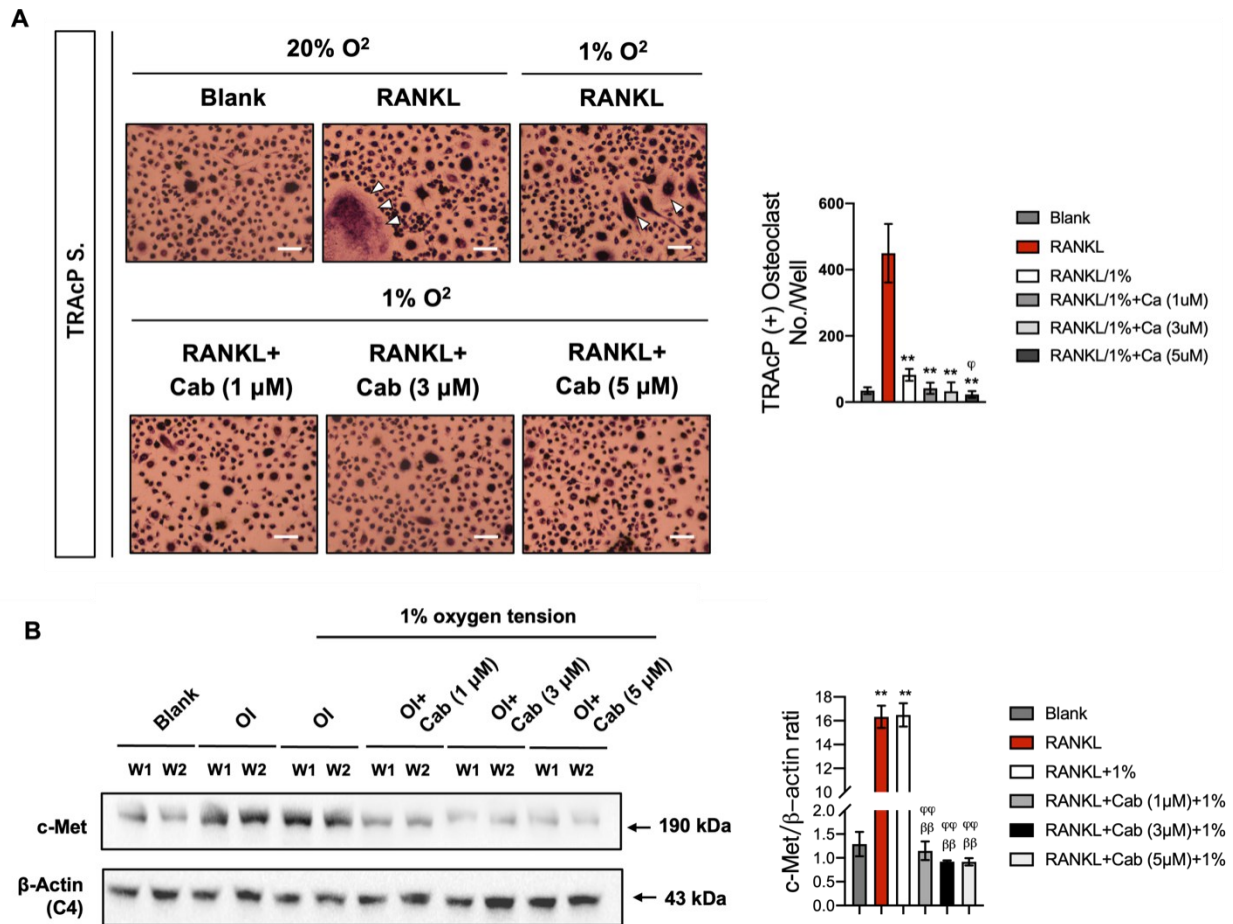 A
TRAcP S.
20% O²
1% O²
Blank
RANKL
RANKL
1% O²
RANKL+
Cab (1 µM)
RANKL+
Cab (3 µM)
RANKL+
Cab (5 µM)
TRAcP (+) Osteoclast
No./Well
600
400
200
0
**
**
**
φ
**
Blank
RANKL
RANKL/1%
RANKL/1%+Ca (1uM)
RANKL/1%+Ca (3uM)
RANKL/1%+Ca (5uM)
B
1% oxygen tension
Blank
OI
OI
OI+
Cab (1 µM)
OI+
Cab (3 µM)
OI+
Cab (5 µM)
W1 W2 W1 W2 W1 W2 W1 W2 W1 W2 W1 W2
c-Met
← 190 kDa
β-Actin
(C4)
← 43 kDa
c-Met/β–actin rati
18
16
14
12
10
2.0
1.5
1.0
0.5
0.0
** **
φφ φφ φφ
ββ ββ ββ
Blank
RANKL
RANKL+1%
RANKL+Cab (1µM)+1%
RANKL+Cab (3µM)+1%
RANKL+Cab (5µM)+1%